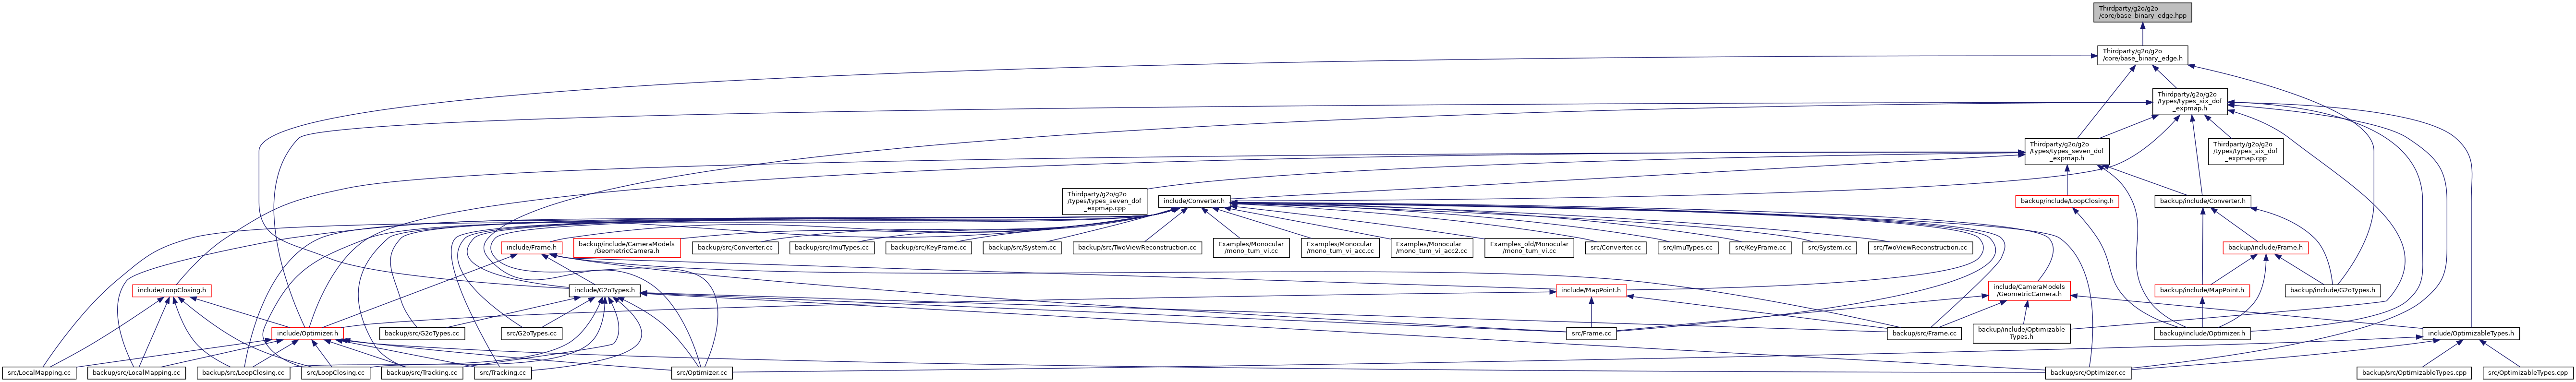 Thirdparty/g2o/g2o
/core/base_binary_edge.hpp
Thirdparty/g2o/g2o
/core/base_binary_edge.h
Thirdparty/g2o/g2o
/types/types_six_dof
_expmap.h
Thirdparty/g2o/g2o
/types/types_seven_dof
_expmap.h
Thirdparty/g2o/g2o
/types/types_six_dof
_expmap.cpp
Thirdparty/g2o/g2o
/types/types_seven_dof
_expmap.cpp
include/Converter.h
backup/include/LoopClosing.h
backup/include/Converter.h
include/Frame.h
backup/include/CameraModels
/GeometricCamera.h
backup/src/Converter.cc
backup/src/ImuTypes.cc
backup/src/KeyFrame.cc
backup/src/System.cc
backup/src/TwoViewReconstruction.cc
Examples/Monocular
/mono_tum_vi.cc
Examples/Monocular
/mono_tum_vi_acc.cc
Examples/Monocular
/mono_tum_vi_acc2.cc
Examples_old/Monocular
/mono_tum_vi.cc
src/Converter.cc
src/ImuTypes.cc
src/KeyFrame.cc
src/System.cc
src/TwoViewReconstruction.cc
backup/include/Frame.h
include/LoopClosing.h
include/G2oTypes.h
include/MapPoint.h
include/CameraModels
/GeometricCamera.h
backup/include/MapPoint.h
backup/include/G2oTypes.h
include/Optimizer.h
backup/src/G2oTypes.cc
src/G2oTypes.cc
src/Frame.cc
backup/src/Frame.cc
backup/include/Optimizable
Types.h
backup/include/Optimizer.h
include/OptimizableTypes.h
src/LocalMapping.cc
backup/src/LocalMapping.cc
backup/src/LoopClosing.cc
src/LoopClosing.cc
backup/src/Tracking.cc
src/Tracking.cc
src/Optimizer.cc
backup/src/Optimizer.cc
backup/src/OptimizableTypes.cpp
src/OptimizableTypes.cpp